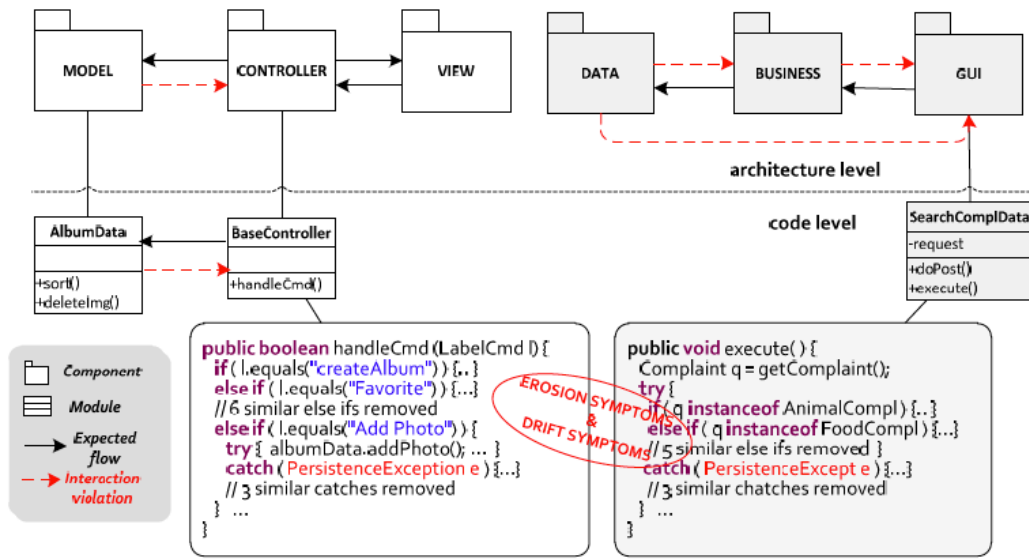 MODEL
CONTROLLER
VIEW
DATA
BUSINESS
GUI
architecture level
code level
AlbumData
+sort()
+deleteImg()
BaseController
+handleCmd()
SearchComplData
-request
+doPost()
+execute()
Component
Module
Expected
flow
Interaction
violation
public boolean handleCmd (LabelCmd l) {
if ( l.equals("createAlbum")) {..}
else if ( l.equals("Favorite")) {...}
// 6 similar else ifs removed
else if ( l.equals("Add Photo")) {
try { albumData.addPhoto(); ... }
catch ( PersistenceException e ) {...}
// 3 similar catches removed
} ...
}
EROSION SYMPTOMS
&
DRIFT SYMPTOMS
public void execute() {
Complaint q = getComplaint();
try {
if ( q instanceof AnimalCompl) {..}
else if ( q instanceof FoodCompl) {...}
// 5 similar else ifs removed }
catch ( PersistenceExcept e ) {...}
// 3 similar chatches removed
} ...
}